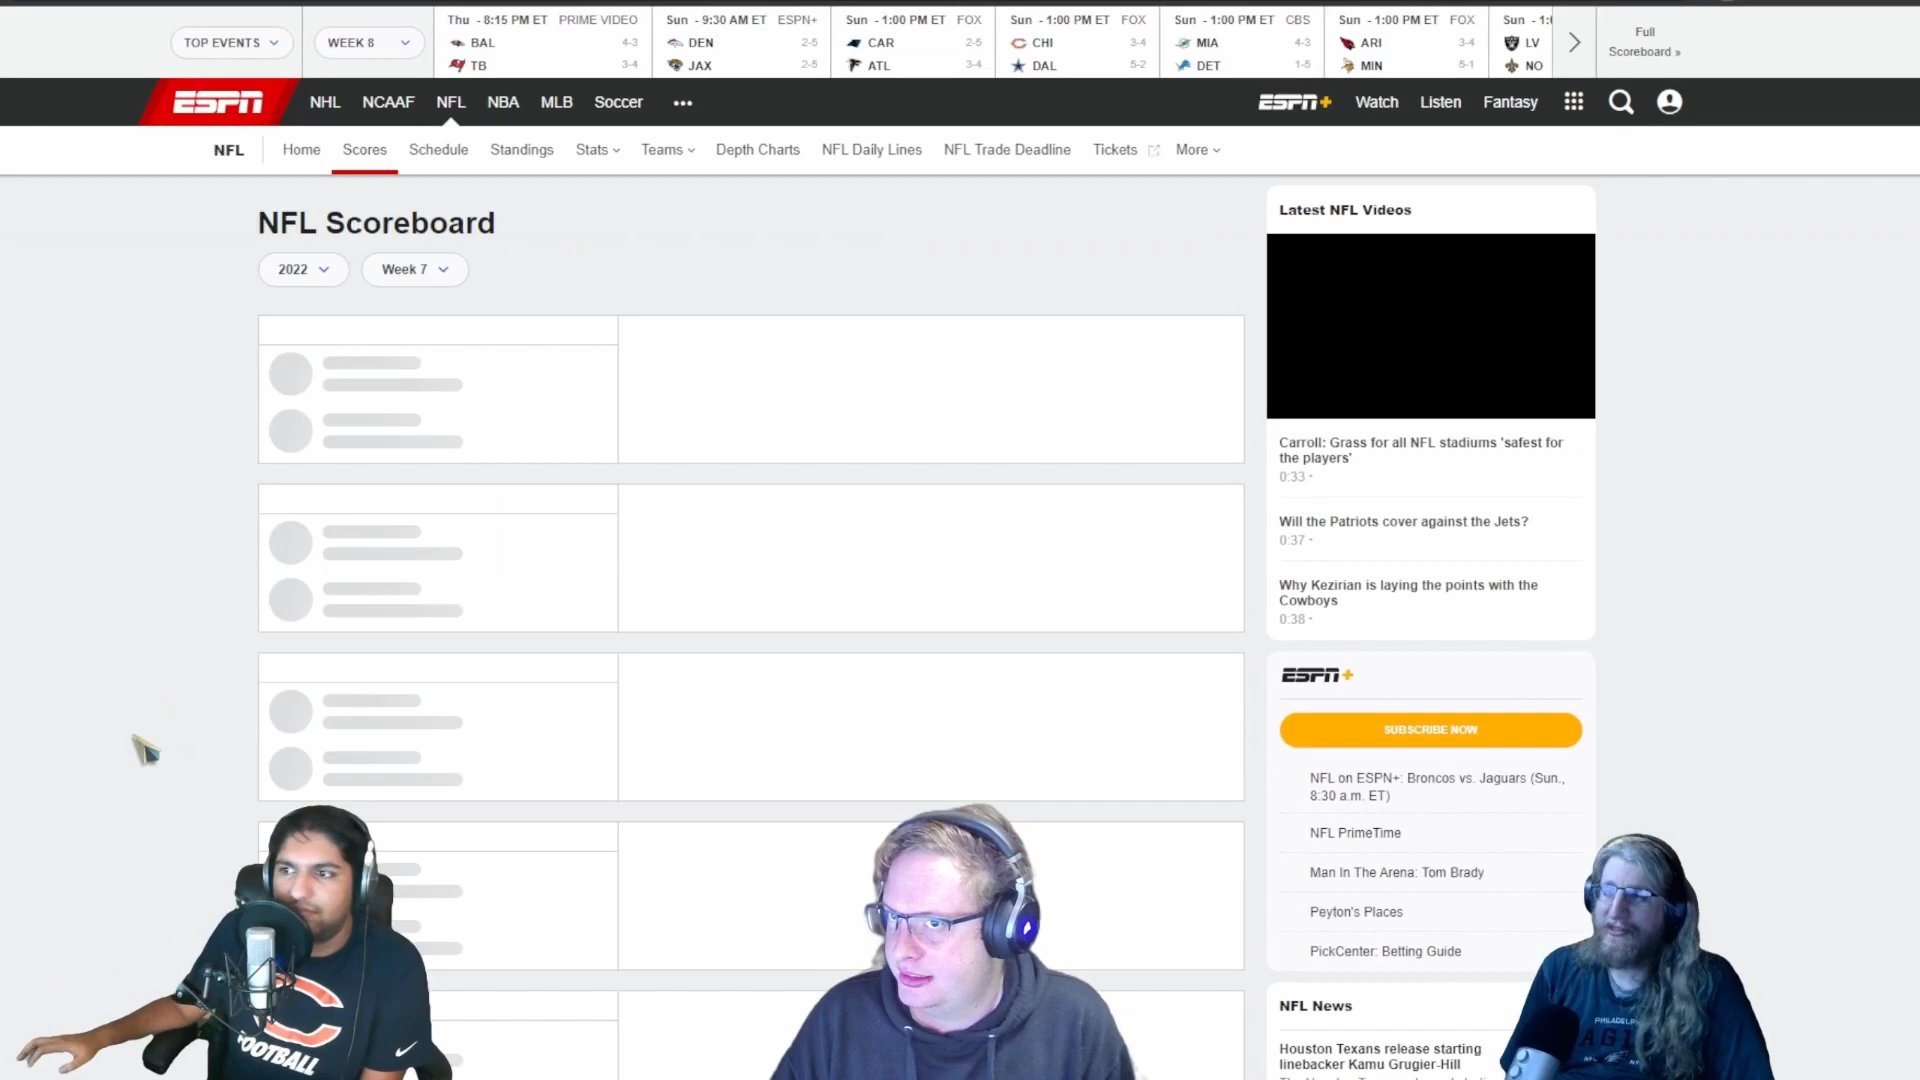 TOP EVENTS
WEEK 8
Thu - 8:15 PM ET PRIME VIDEO
BAL 4-3
TB 3-4
Sun - 9:30 AM ET ESPN+
DEN 2-5
JAX 2-5
Sun - 1:00 PM ET FOX
CAR 2-5
ATL 3-4
Sun - 1:00 PM ET FOX
CHI 3-4
DAL 5-2
Sun - 1:00 PM ET CBS
MIA 4-3
DET 1-5
Sun - 1:00 PM ET FOX
ARI 3-4
MIN 5-1
Sun - 1:0
LV
NO
Full
Scoreboard »
ESPN NHL NCAAF NFL NBA MLB Soccer ••• ESPN+ Watch Listen Fantasy
NFL Home Scores Schedule Standings Stats Teams Depth Charts NFL Daily Lines NFL Trade Deadline Tickets More
NFL Scoreboard
2022 Week 7
Latest NFL Videos
Carroll: Grass for all NFL stadiums 'safest for
the players'
0:33 -
Will the Patriots cover against the Jets?
0:37 -
Why Kezirian is laying the points with the
Cowboys
0:38 -
ESPN+
SUBSCRIBE NOW
NFL on ESPN+: Broncos vs. Jaguars (Sun.,
8:30 a.m. ET)
NFL PrimeTime
Man In The Arena: Tom Brady
Peyton's Places
PickCenter: Betting Guide
NFL News
Houston Texans release starting
linebacker Kamu Grugier-Hill
FOOTBALL